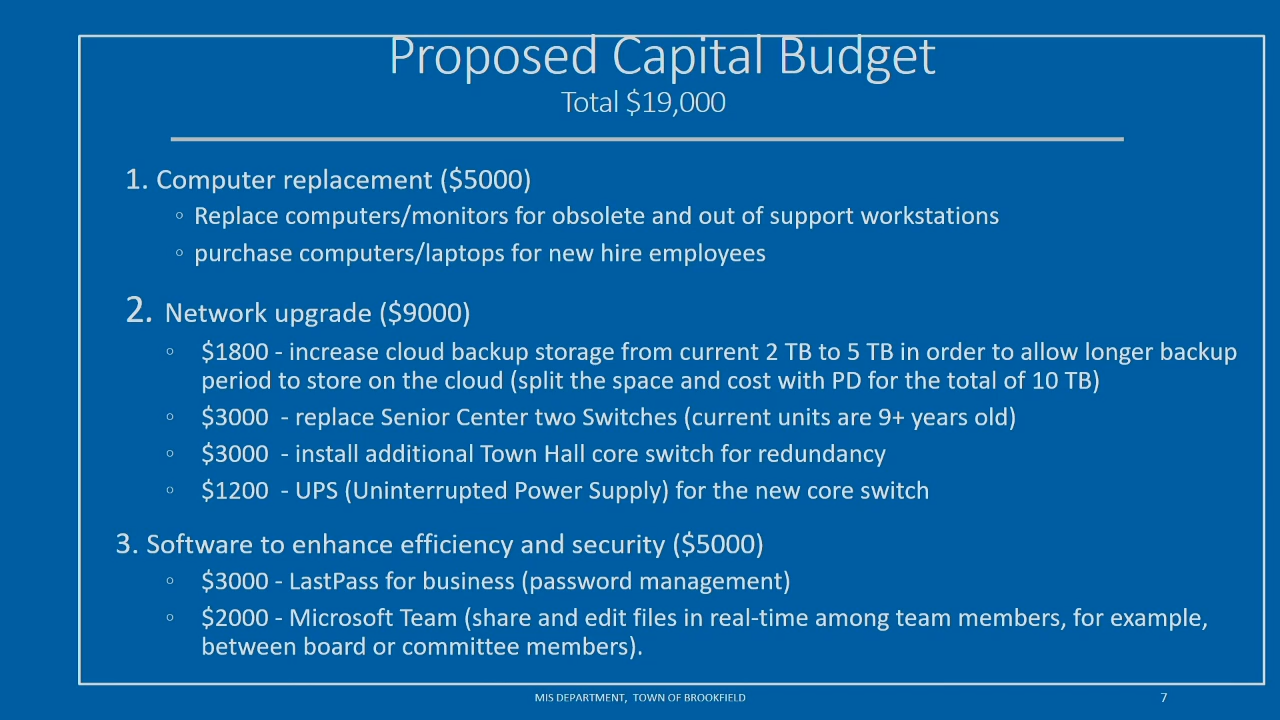 Proposed Capital Budget
Total $19,000
1. Computer replacement ($5000)
◦ Replace computers/monitors for obsolete and out of support workstations
◦ purchase computers/laptops for new hire employees
2. Network upgrade ($9000)
◦ $1800 - increase cloud backup storage from current 2 TB to 5 TB in order to allow longer backup
period to store on the cloud (split the space and cost with PD for the total of 10 TB)
◦ $3000 - replace Senior Center two Switches (current units are 9+ years old)
◦ $3000 - install additional Town Hall core switch for redundancy
◦ $1200 - UPS (Uninterrupted Power Supply) for the new core switch
3. Software to enhance efficiency and security ($5000)
◦ $3000 - LastPass for business (password management)
◦ $2000 - Microsoft Team (share and edit files in real-time among team members, for example,
between board or committee members).
MIS DEPARTMENT, TOWN OF BROOKFIELD
7